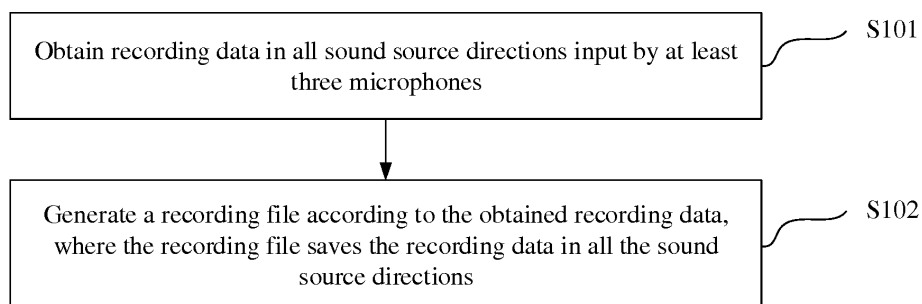 S101
Obtain recording data in all sound source directions input by at least
three microphones
S102
Generate a recording file according to the obtained recording data,
where the recording file saves the recording data in all the sound
source directions